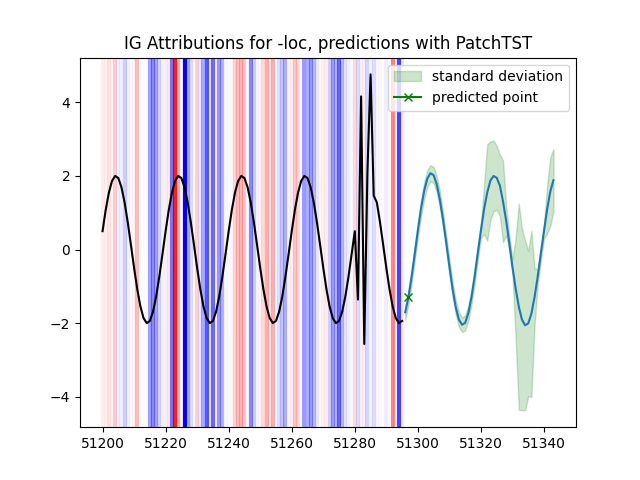 IG Attributions for -loc, predictions with PatchTST
standard deviation
predicted point
4
2
0
−2
−4
51200 51220 51240 51260 51280 51300 51320 51340